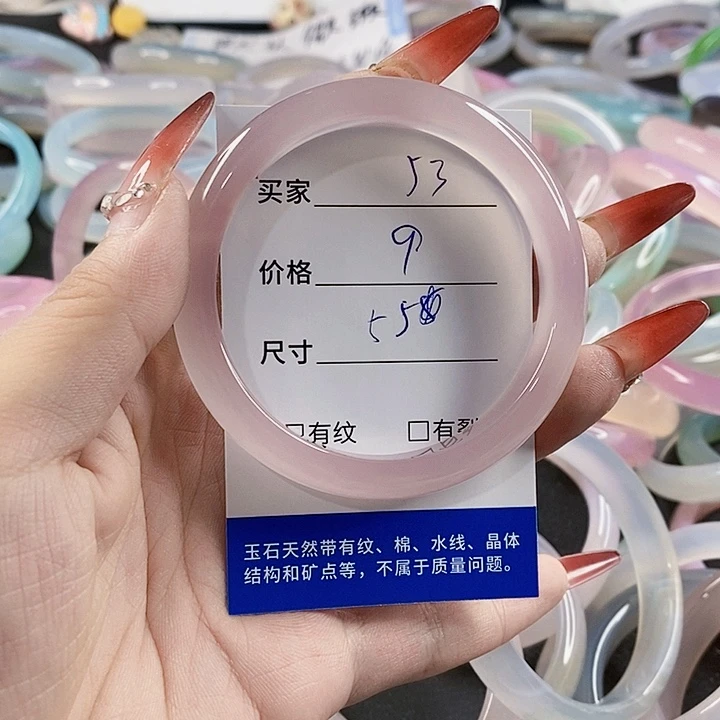 买家 53
价格 9
尺寸 55
□有纹 □有裂
玉石天然带有纹、棉、水线、晶体
结构和矿点等，不属于质量问题。